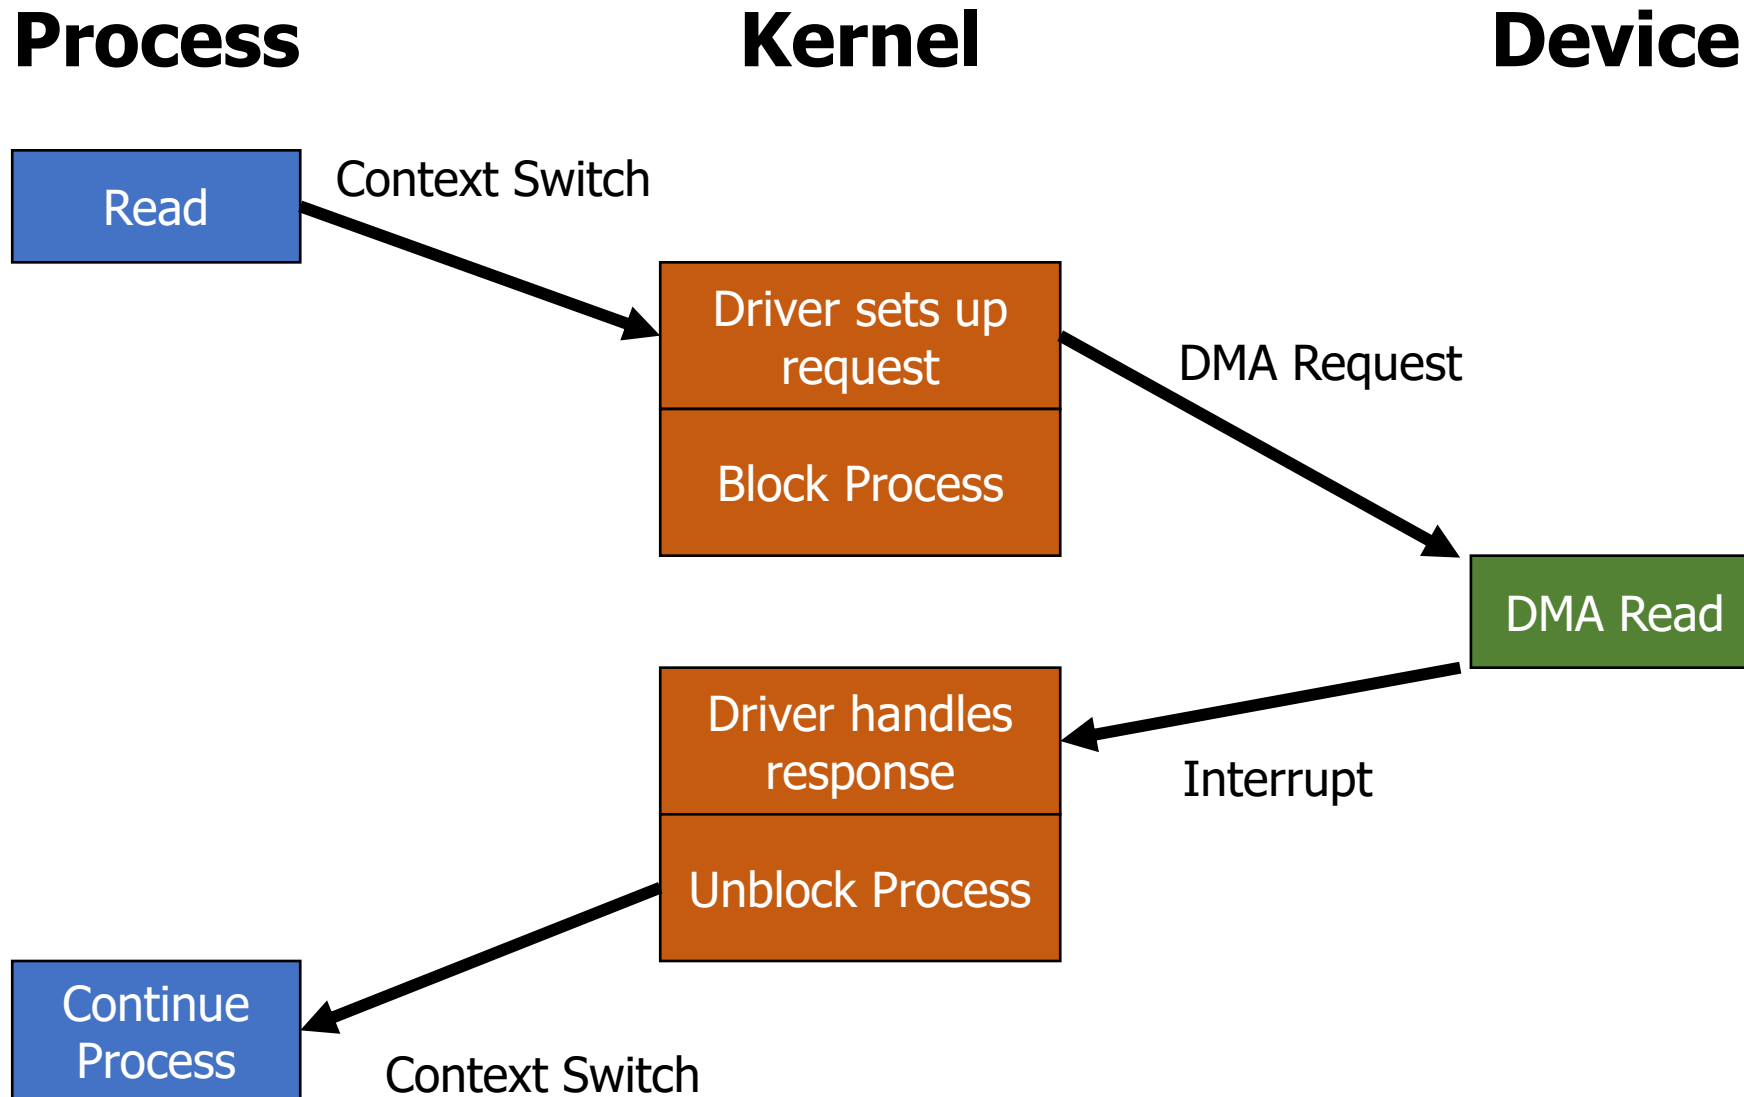 Process Kernel Device
Read
Context Switch
Driver sets up
request
DMA Request
Block Process
DMA Read
Driver handles
response
Interrupt
Unblock Process
Continue
Process
Context Switch